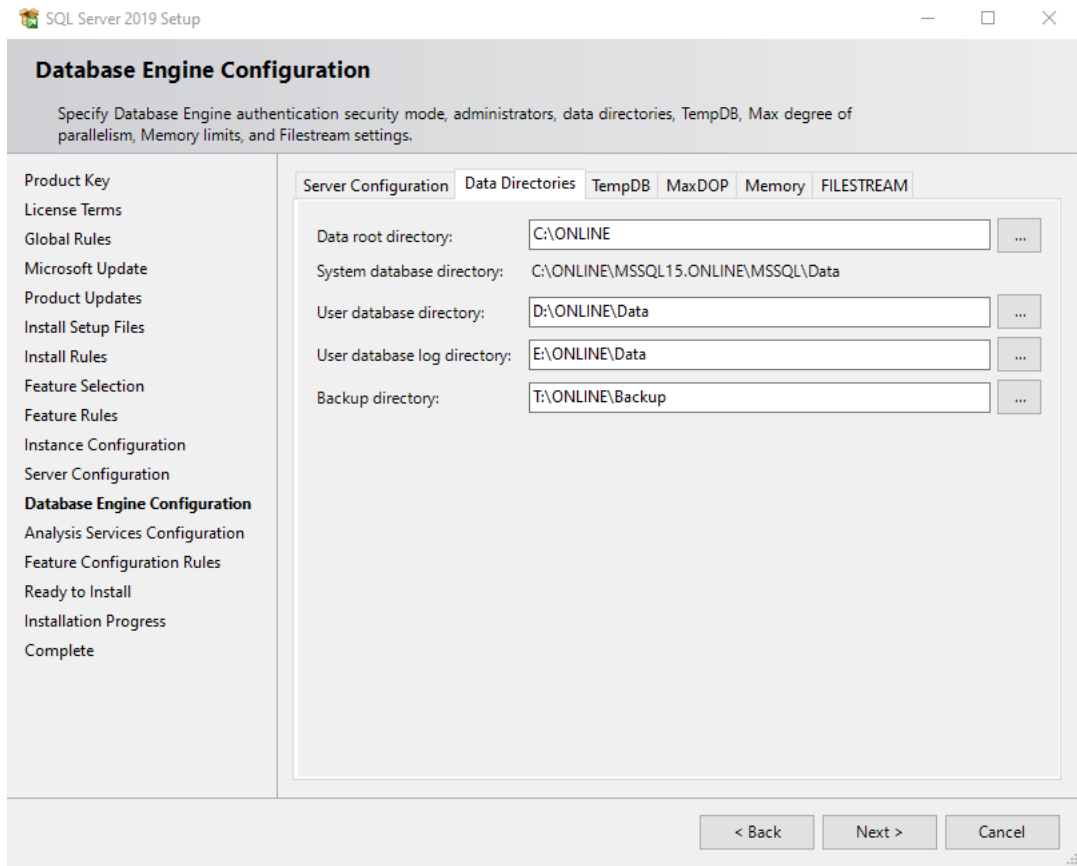 SQL Server 2019 Setup
Database Engine Configuration
Specify Database Engine authentication security mode, administrators, data directories, TempDB, Max degree of
parallelism, Memory limits, and Filestream settings.
Product Key
License Terms
Global Rules
Microsoft Update
Product Updates
Install Setup Files
Install Rules
Feature Selection
Feature Rules
Instance Configuration
Server Configuration
Database Engine Configuration
Analysis Services Configuration
Feature Configuration Rules
Ready to Install
Installation Progress
Complete
Server Configuration Data Directories TempDB MaxDOP Memory FILESTREAM
Data root directory: C:\ONLINE ...
System database directory: C:\ONLINE\MSSQL15.ONLINE\MSSQL\Data
User database directory: D:\ONLINE\Data ...
User database log directory: E:\ONLINE\Data ...
Backup directory: T:\ONLINE\Backup ...
< Back Next > Cancel